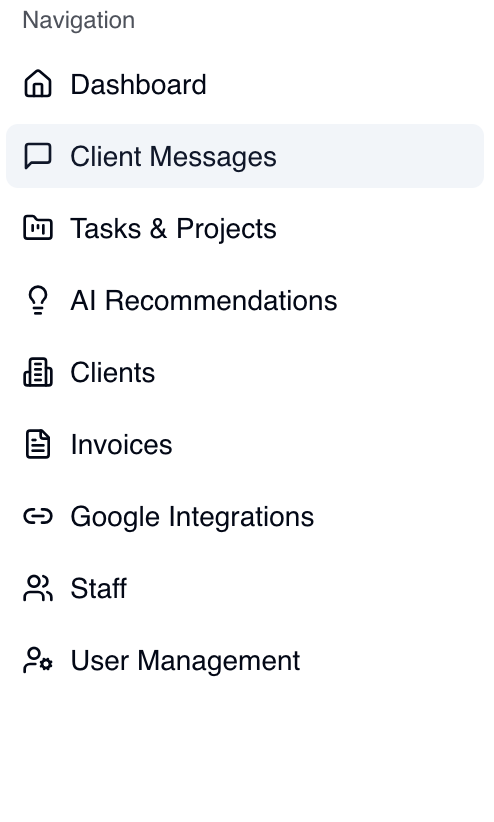 Navigation
Dashboard
Client Messages
Tasks & Projects
AI Recommendations
Clients
Invoices
Google Integrations
Staff
User Management